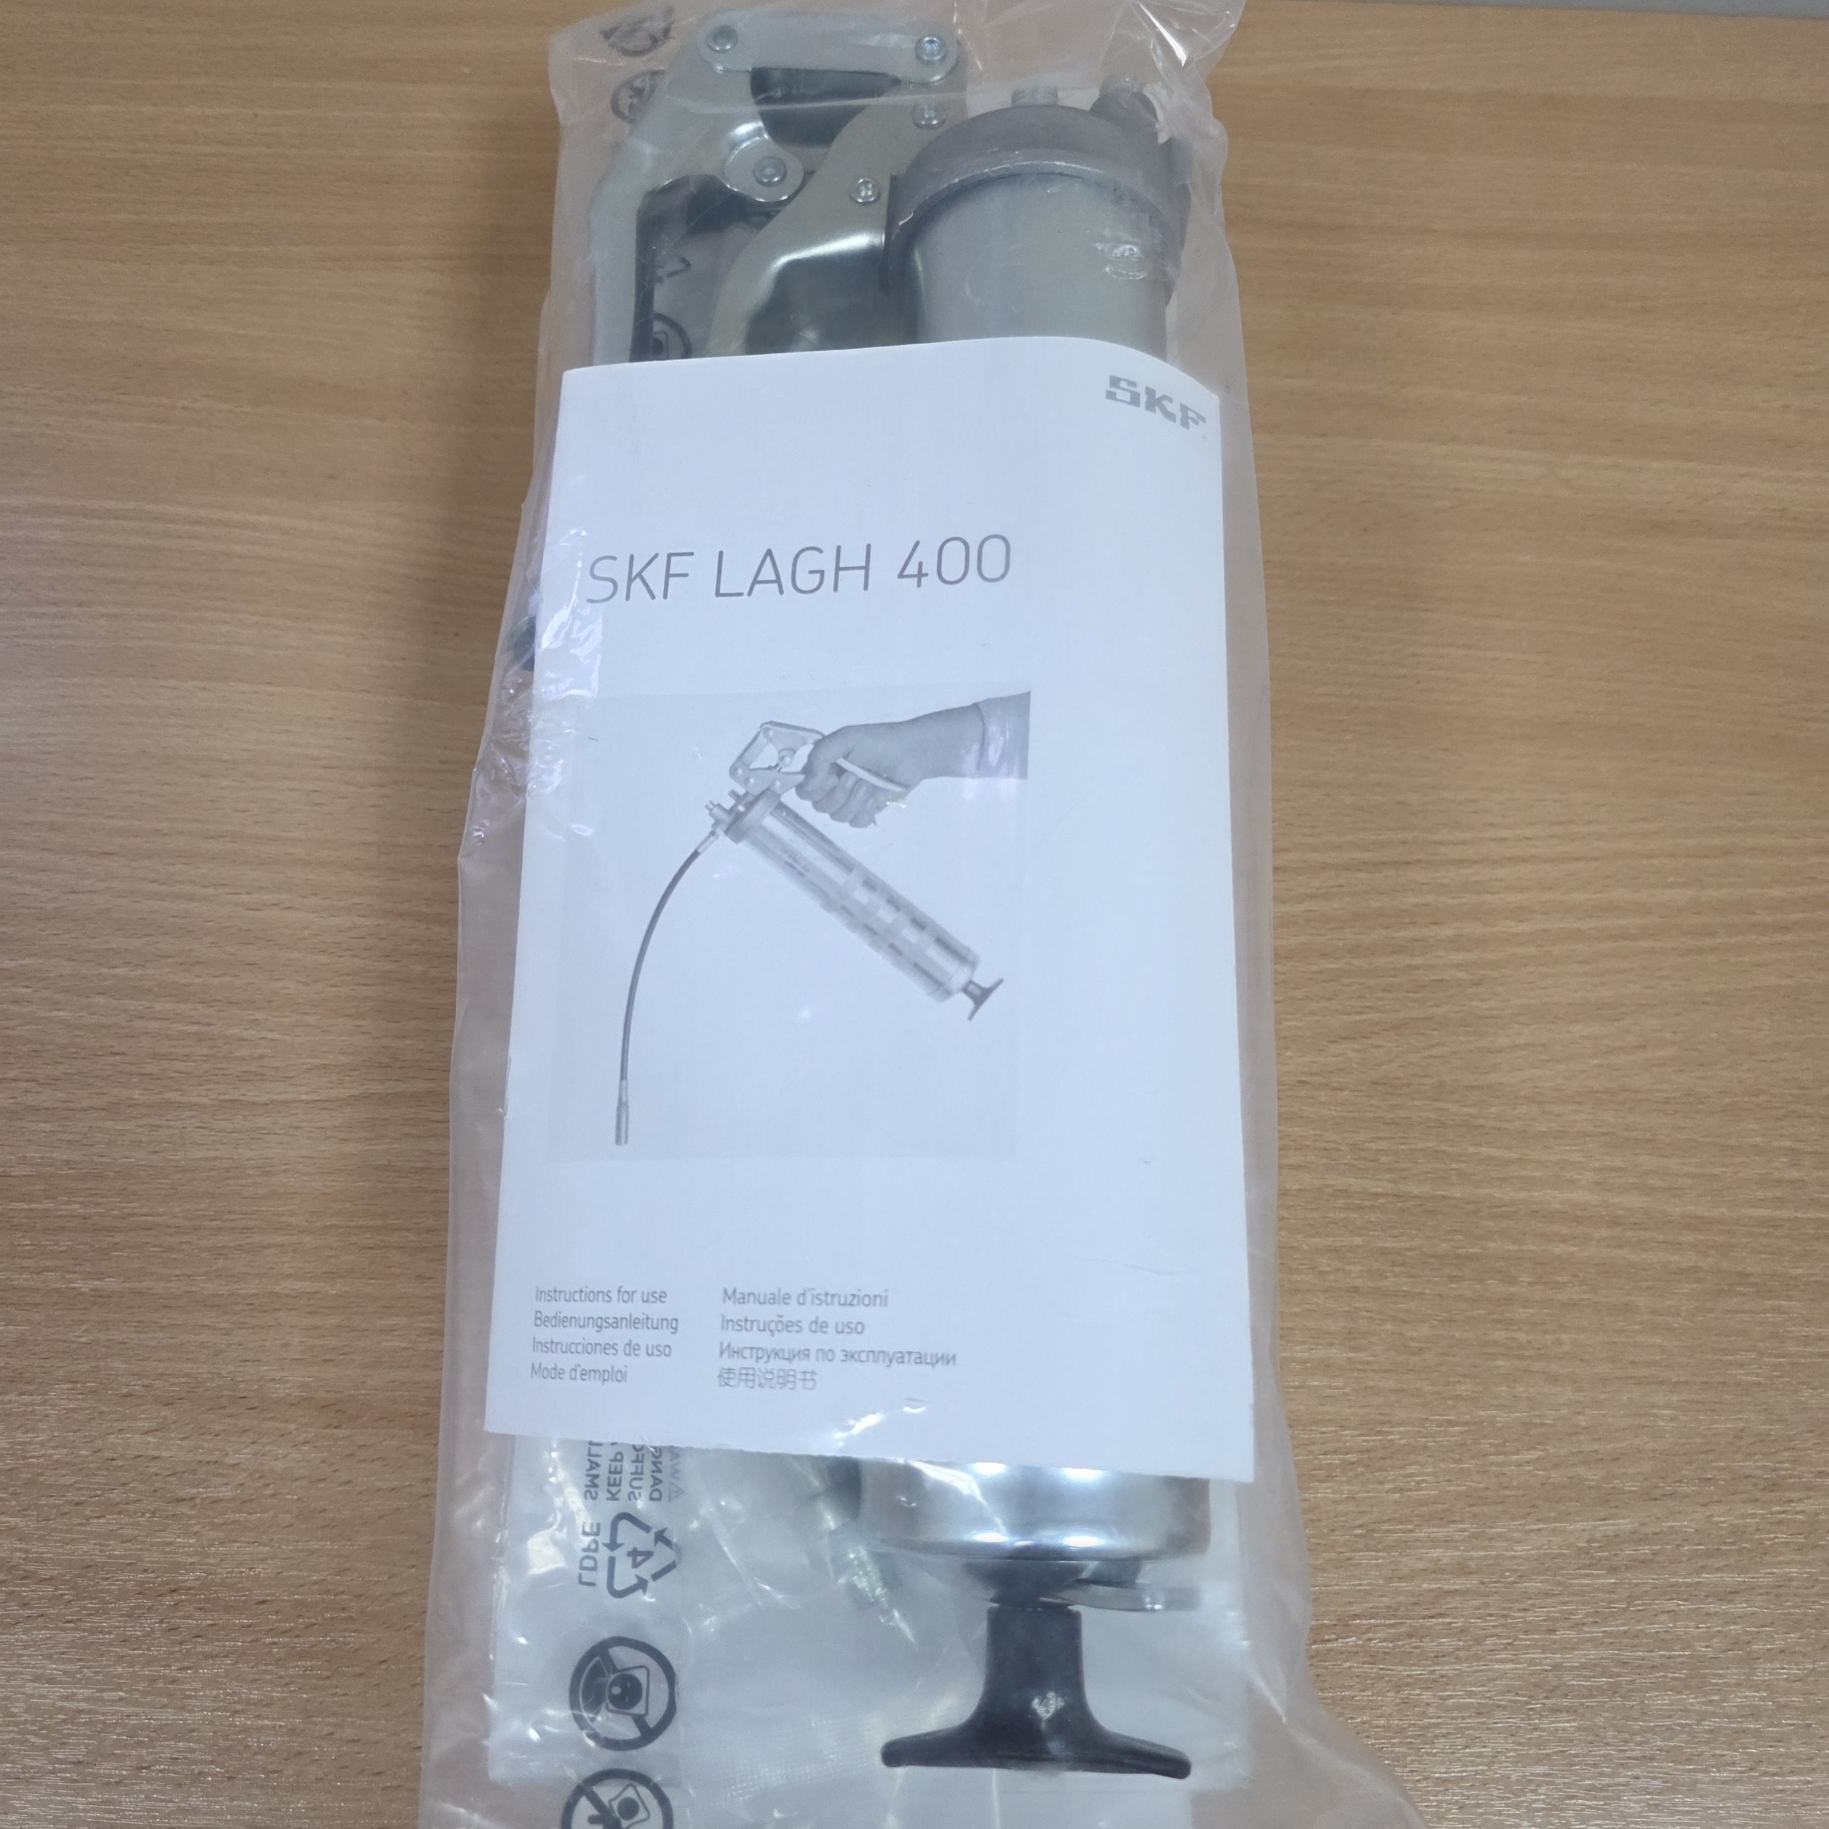 SKF
SKF LAGH 400
Instructions for use
Bedienungsanleitung
Instrucciones de uso
Mode d'emploi
Manuale d'istruzioni
Instruções de uso
Инструкция по эксплуатации
使用说明书
LDPE
4